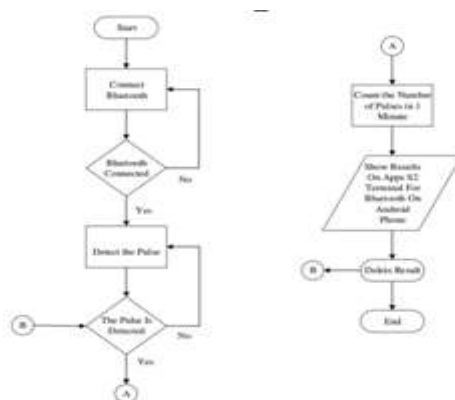 Start
Connect
Bluetooth
Bluetooth
Connected
No
Yes
Detect the Pulse
B
The Pulse Is
Detected
No
Yes
A
A
Count the Number
of Pulses in 1
Minute
Show Results
On Apps S2
Terminal For
Bluetooth On
Android
Phone
B
Delete Result
End